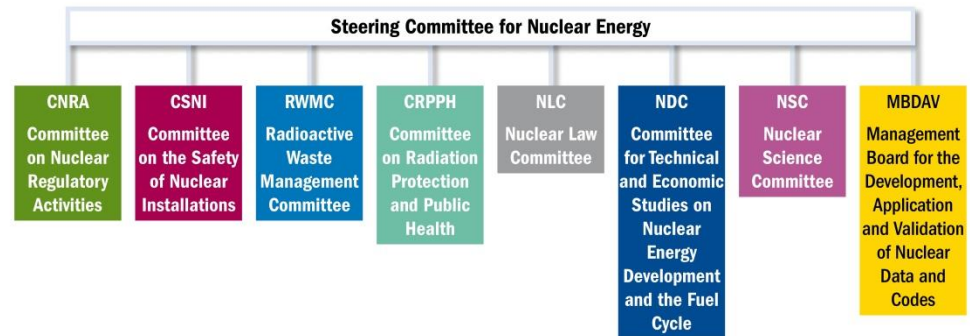 Steering Committee for Nuclear Energy
CNRA
Committee
on Nuclear
Regulatory
Activities
CSNI
Committee
on the Safety
of Nuclear
Installations
RWMC
Radioactive
Waste
Management
Committee
CRPPH
Committee
on Radiation
Protection
and Public
Health
NLC
Nuclear Law
Committee
NDC
Committee
for Technical
and Economic
Studies on
Nuclear
Energy
Development
and the Fuel
Cycle
NSC
Nuclear
Science
Committee
MBDAV
Management
Board for the
Development,
Application
and Validation
of Nuclear
Data and
Codes